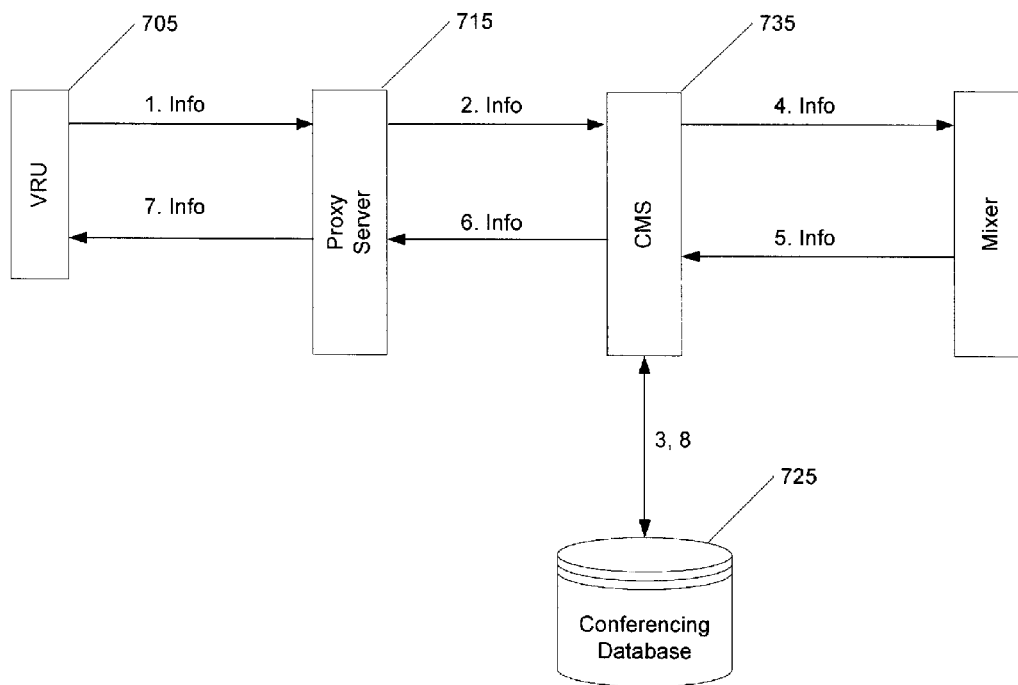 705
715
735
1. Info
2. Info
4. Info
VRU
7. Info
Proxy
Server
6. Info
CMS
5. Info
Mixer
3, 8
725
Conferencing
Database